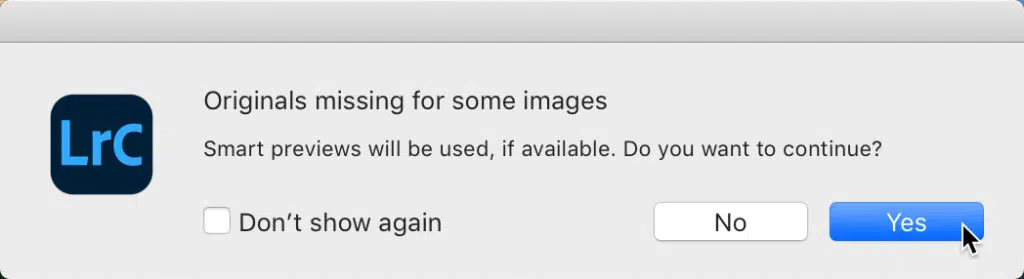 LrC
Originals missing for some images
Smart previews will be used, if available. Do you want to continue?
Don’t show again
No
Yes